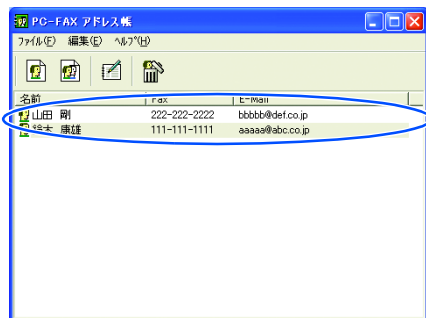 PC-FAX アドレス帳
ファイル(F) 編集(E) ヘルプ(H)
名前 Fax E-Mail
山田 剛 222-222-2222 bbbbb@def.co.jp
鈴木 康雄 111-111-1111 aaaaa@abc.co.jp